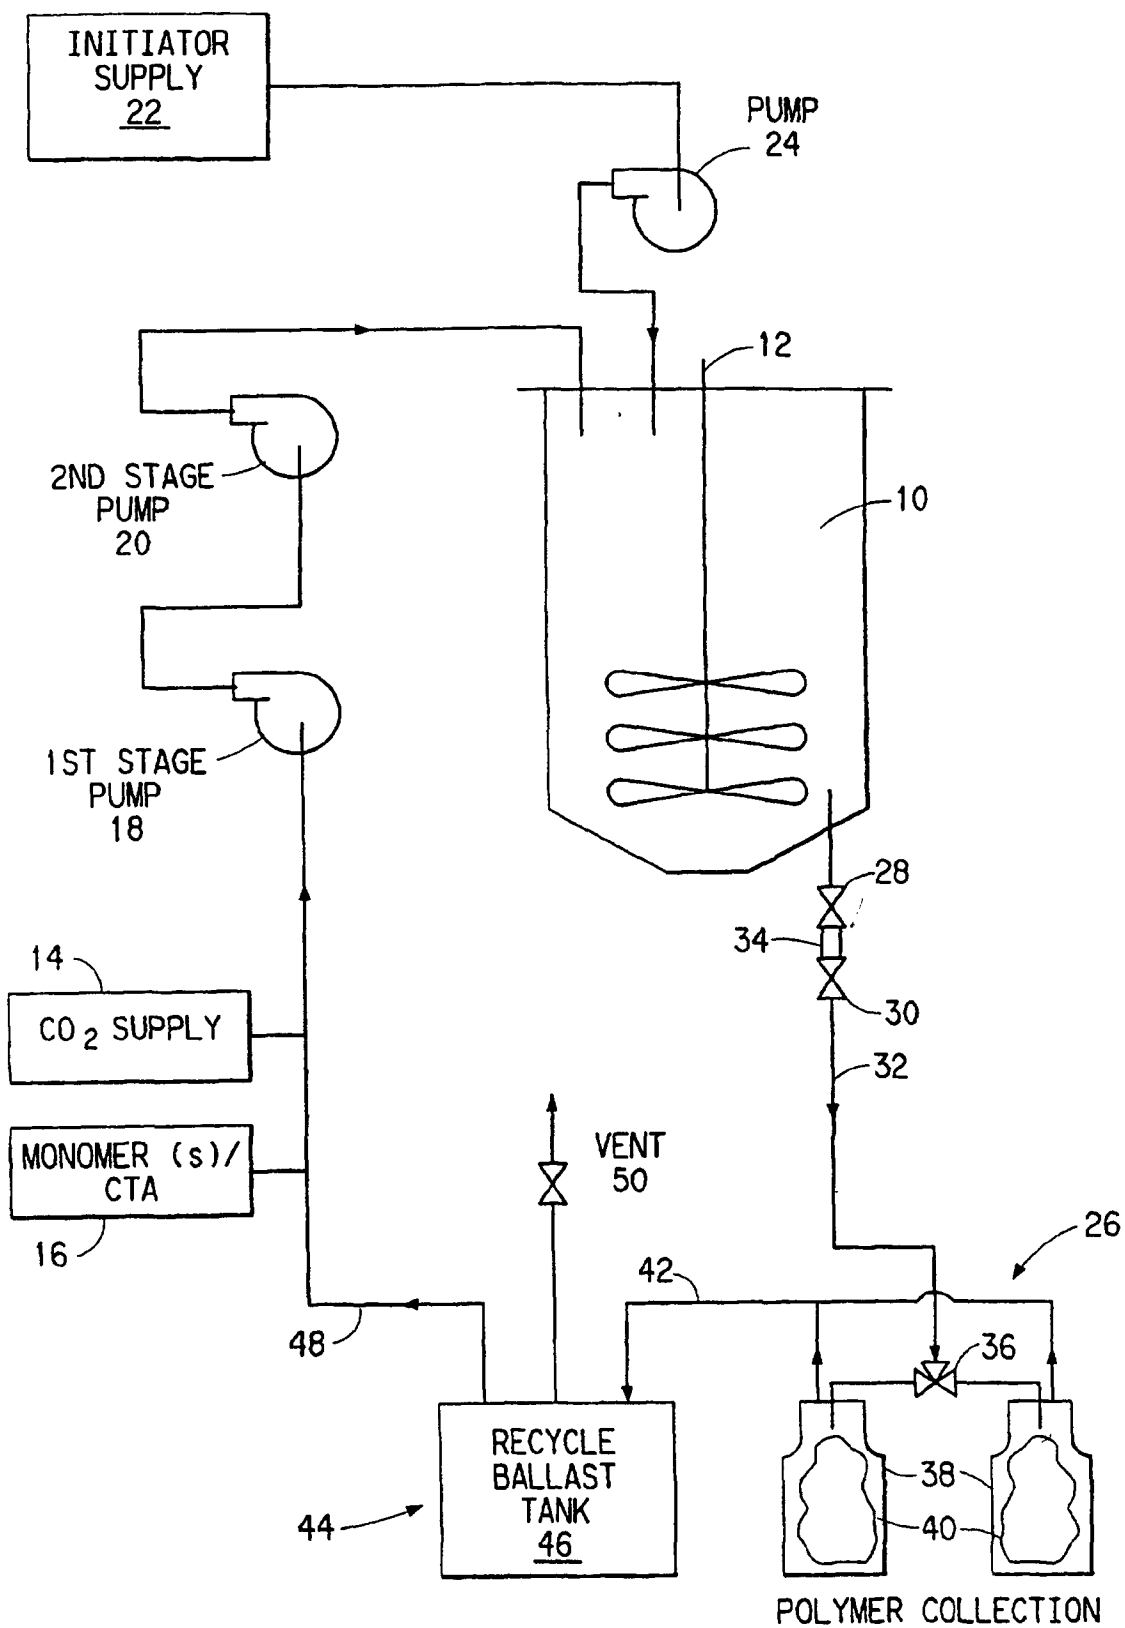 INITIATOR
SUPPLY
22
PUMP
24
12
2ND STAGE
PUMP
20
10
1ST STAGE
PUMP
18
28
34
30
14
CO2 SUPPLY
32
MONOMER (s)/
CTA
VENT
50
16
26
42
48
36
RECYCLE
BALLAST
TANK
46
44
38
40
POLYMER COLLECTION